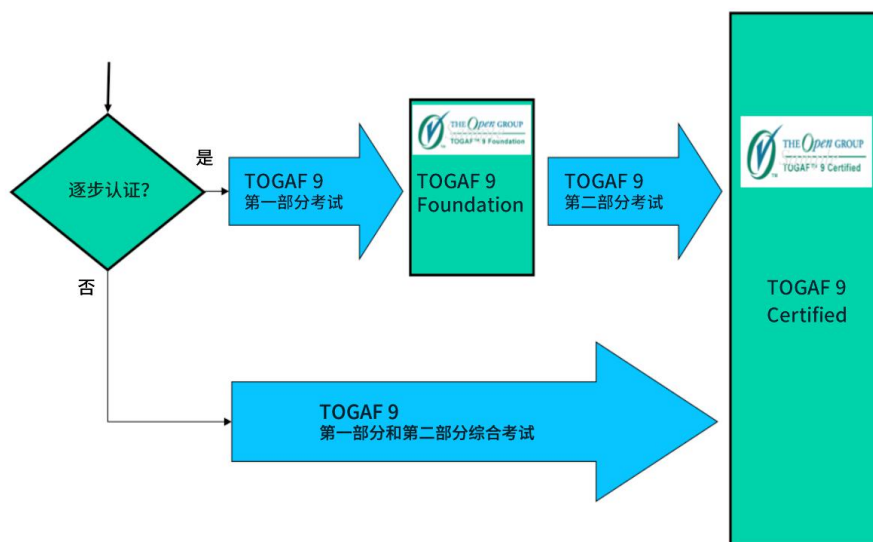 THE Open GROUP
TOGAF™ 9 Foundation
THE Open GROUP
TOGAF™ 9 Certified
是
逐步认证?
TOGAF 9
第一部分考试
TOGAF 9
Foundation
TOGAF 9
第二部分考试
否
TOGAF 9
Certified
TOGAF 9
第一部分和第二部分综合考试